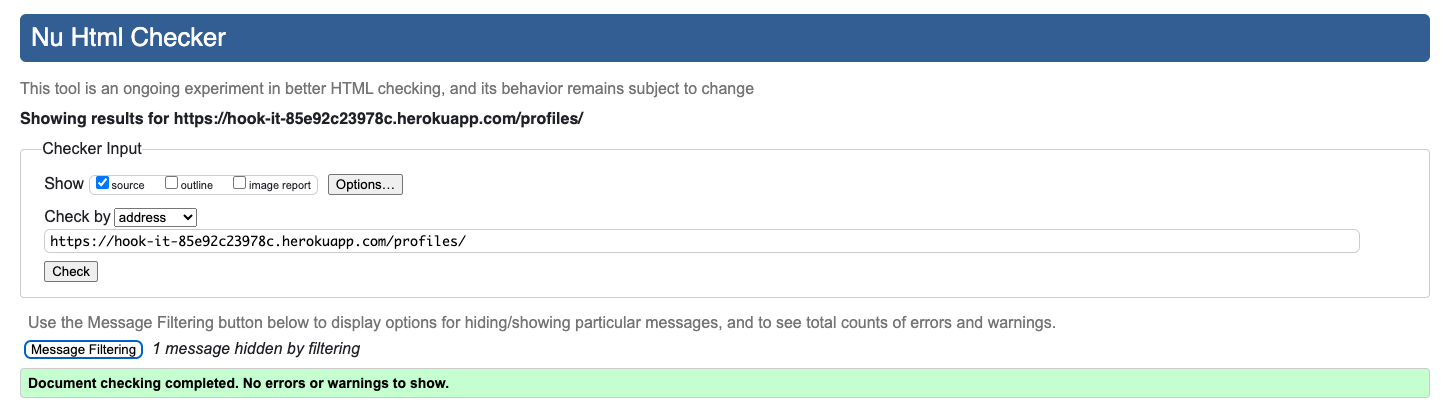 Nu Html Checker
This tool is an ongoing experiment in better HTML checking, and its behavior remains subject to change
Showing results for https://hook-it-85e92c23978c.herokuapp.com/profiles/
Checker Input
Show source outline image report Options...
Check by address
https://hook-it-85e92c23978c.herokuapp.com/profiles/
Check
Use the Message Filtering button below to display options for hiding/showing particular messages, and to see total counts of errors and warnings.
Message Filtering 1 message hidden by filtering
Document checking completed. No errors or warnings to show.